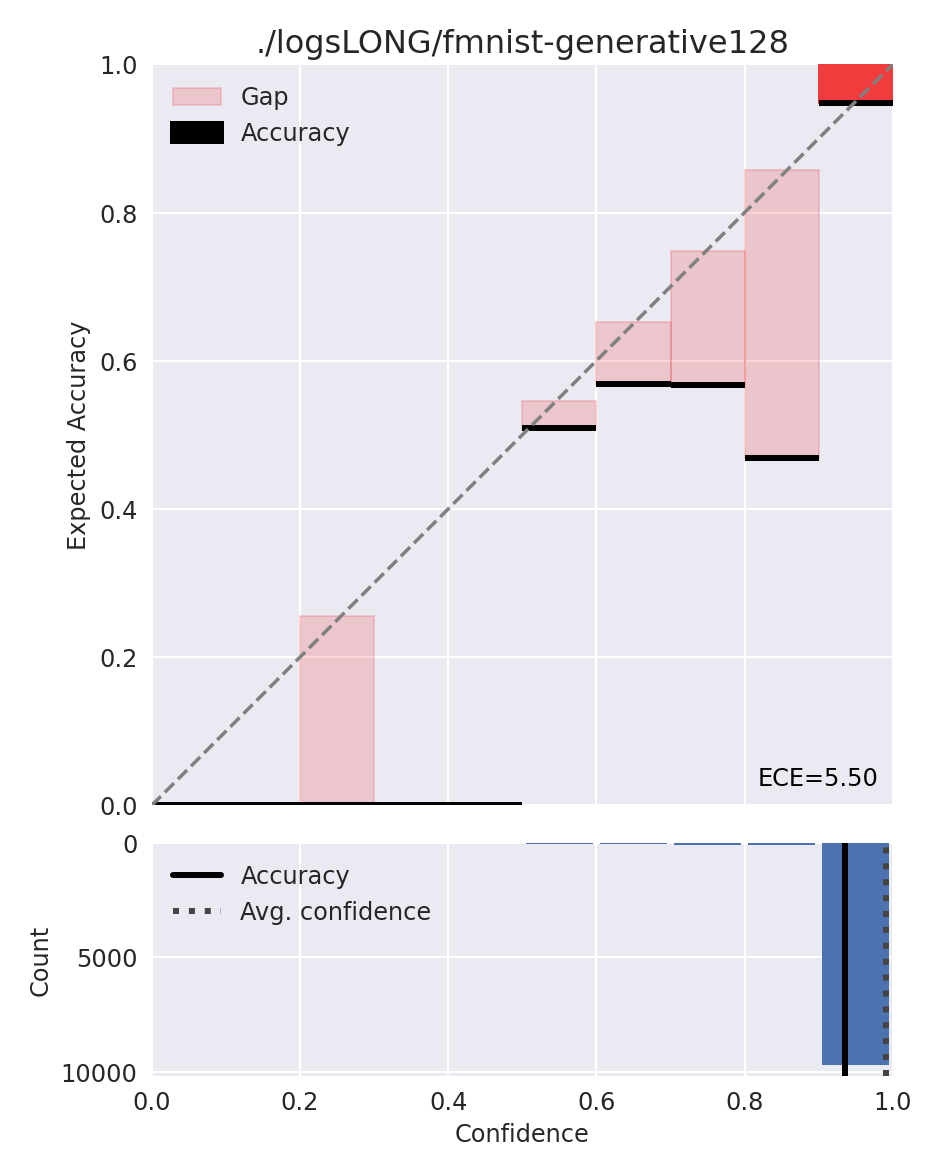 ./logsLONG/fmnist-generative128
1.0
0.8
0.6
0.4
0.2
0.0
Expected Accuracy
Gap
Accuracy
ECE=5.50
0
5000
10000
Count
Accuracy
Avg. confidence
0.0 0.2 0.4 0.6 0.8 1.0
Confidence